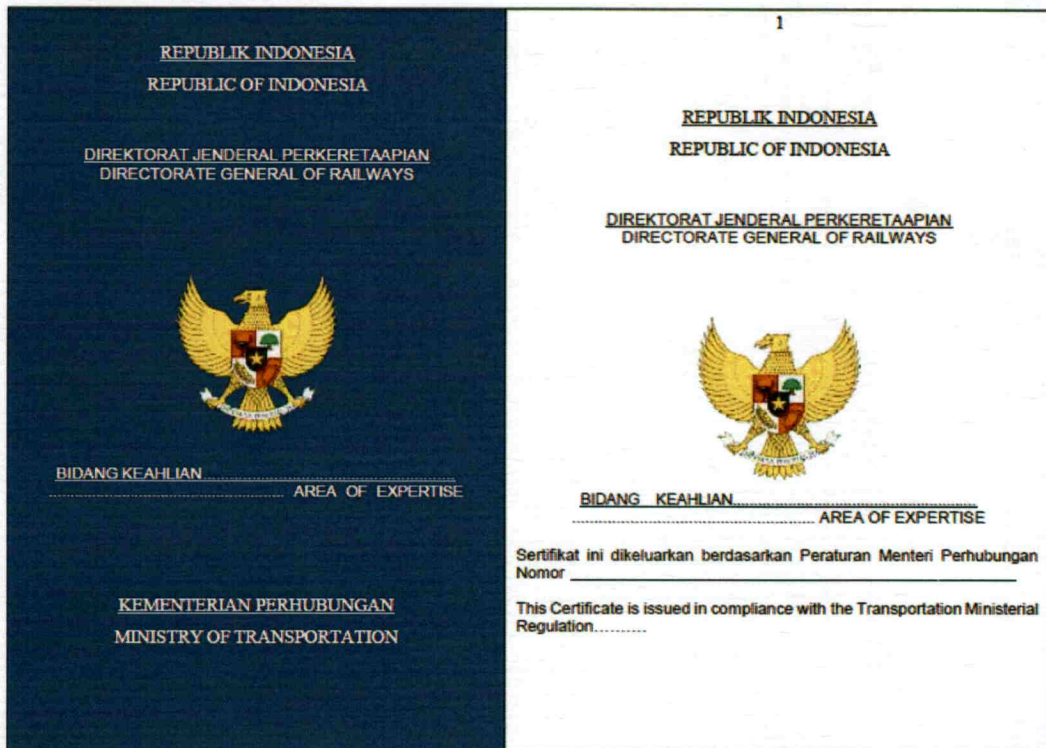 REPUBLIK INDONESIA
REPUBLIC OF INDONESIA
DIREKTORAT JENDERAL PERKERETAAPIAN
DIRECTORATE GENERAL OF RAILWAYS
BIDANG KEAHLIAN..........................................................
...................................................... AREA OF EXPERTISE
KEMENTERIAN PERHUBUNGAN
MINISTRY OF TRANSPORTATION
1
REPUBLIK INDONESIA
REPUBLIC OF INDONESIA
DIREKTORAT JENDERAL PERKERETAAPIAN
DIRECTORATE GENERAL OF RAILWAYS
BIDANG KEAHLIAN........................................................
........................................................ AREA OF EXPERTISE
Sertifikat ini dikeluarkan berdasarkan Peraturan Menteri Perhubungan
Nomor ____________________
This Certificate is issued in compliance with the Transportation Ministerial
Regulation..........